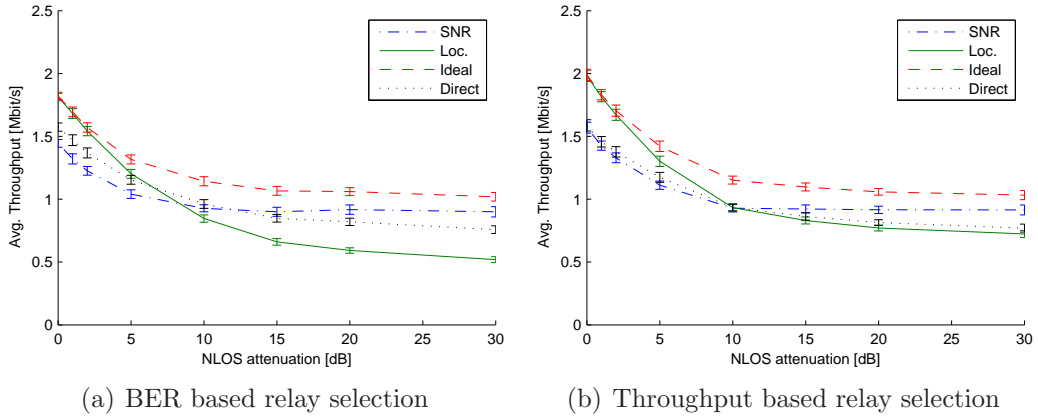 2.5
2
1.5
1
0.5
0
Avg. Throughput [Mbit/s]
SNR
Loc.
Ideal
Direct
0 5 10 15 20 25 30
NLOS attenuation [dB]
(a) BER based relay selection
2.5
2
1.5
1
0.5
0
Avg. Throughput [Mbit/s]
SNR
Loc.
Ideal
Direct
0 5 10 15 20 25 30
NLOS attenuation [dB]
(b) Throughput based relay selection